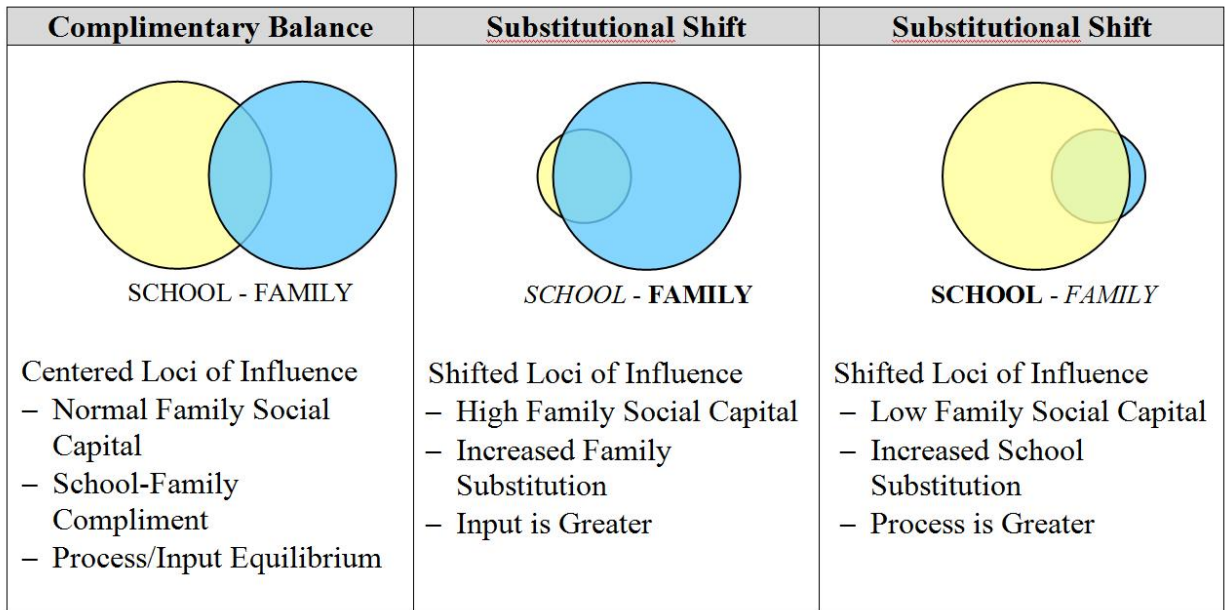 Complimentary Balance
Substitutional Shift
Substitutional Shift
SCHOOL - FAMILY
SCHOOL - FAMILY
SCHOOL - FAMILY
Centered Loci of Influence
– Normal Family Social
Capital
– School-Family
Compliment
– Process/Input Equilibrium
Shifted Loci of Influence
– High Family Social Capital
– Increased Family
Substitution
– Input is Greater
Shifted Loci of Influence
– Low Family Social Capital
– Increased School
Substitution
– Process is Greater